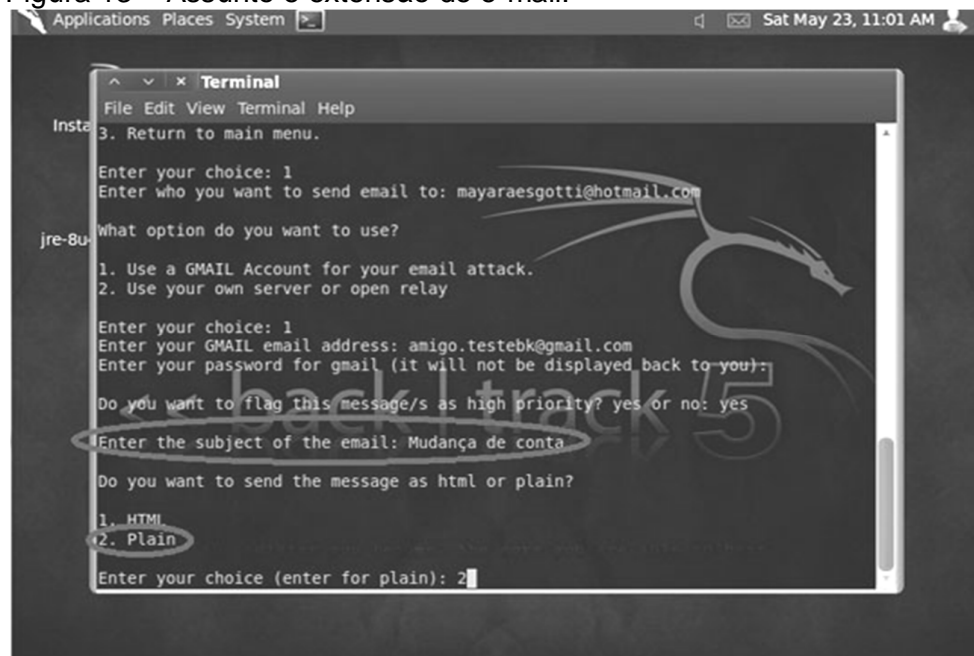 Figura 18 – Assunto e extensão do e-mail.
Applications Places System
Sat May 23, 11:01 AM
Terminal
File Edit View Terminal Help
Insta
3. Return to main menu.
Enter your choice: 1
Enter who you want to send email to: mayaraesgotti@hotmail.com
jre-8u
What option do you want to use?
1. Use a GMAIL Account for your email attack.
2. Use your own server or open relay
Enter your choice: 1
Enter your GMAIL email address: amigo.testebk@gmail.com
Enter your password for gmail (it will not be displayed back to you):
Do you want to flag this message/s as high priority? yes or no: yes
<< back | track 5
Enter the subject of the email: Mudança de conta
Do you want to send the message as html or plain?
1. HTML
2. Plain
Enter your choice (enter for plain): 2